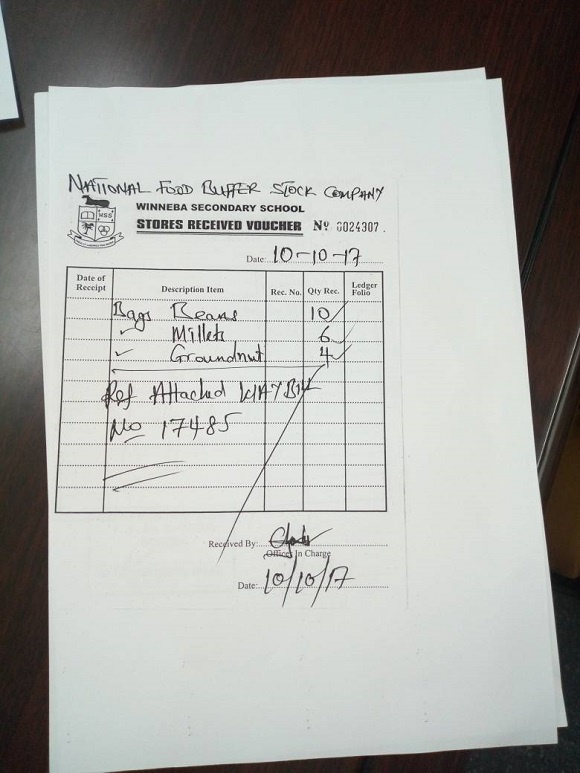 NATIONAL FOOD BUFFER STOCK COMPANY
WSS
WINNEBA SECONDARY SCHOOL
STORES RECEIVED VOUCHER No 0024307
Date: 10-10-17
Date of Receipt Description Item Rec. No. Qty Rec. Ledger Folio
Bags Beans 10
Millets 6
Groundnut 4
Ref Attached WAYBill
No 17485
Received By:
Officer In Charge
Date: 10/10/17